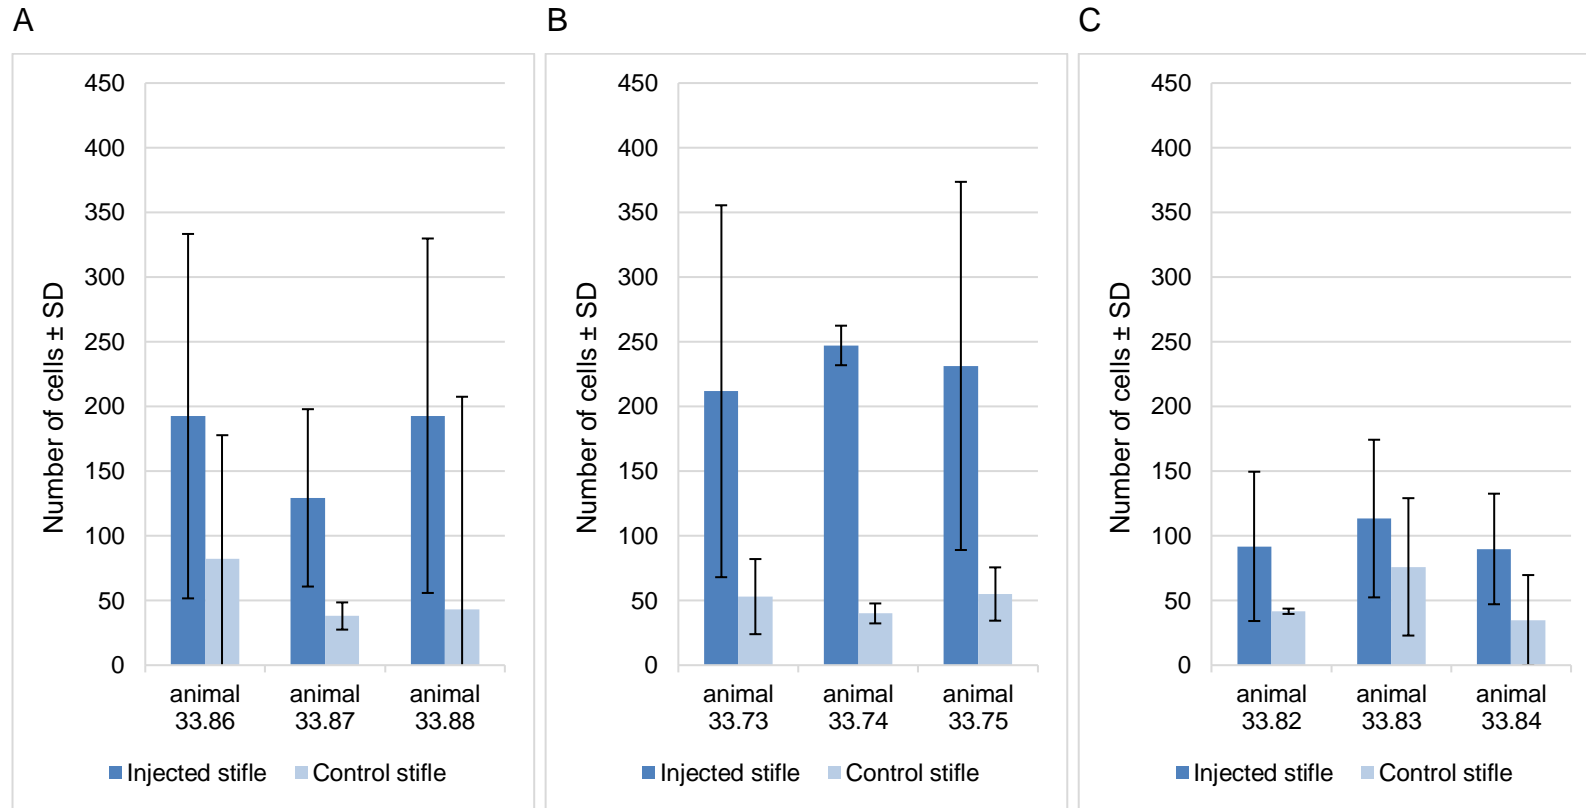 A
B
C
Number of cells ± SD
450
400
350
300
250
200
150
100
50
0
animal 33.86
animal 33.87
animal 33.88
Injected stifle
Control stifle
Number of cells ± SD
450
400
350
300
250
200
150
100
50
0
animal 33.73
animal 33.74
animal 33.75
Injected stifle
Control stifle
Number of cells ± SD
450
400
350
300
250
200
150
100
50
0
animal 33.82
animal 33.83
animal 33.84
Injected stifle
Control stifle